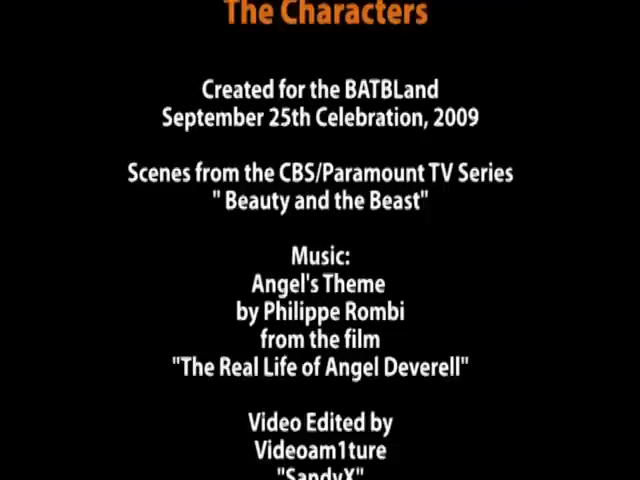 The Characters
Created for the BATBLand
September 25th Celebration, 2009
Scenes from the CBS/Paramount TV Series
" Beauty and the Beast"
Music:
Angel's Theme
by Philippe Rombi
from the film
"The Real Life of Angel Deverell"
Video Edited by
Videoam1ture
"SandyX"